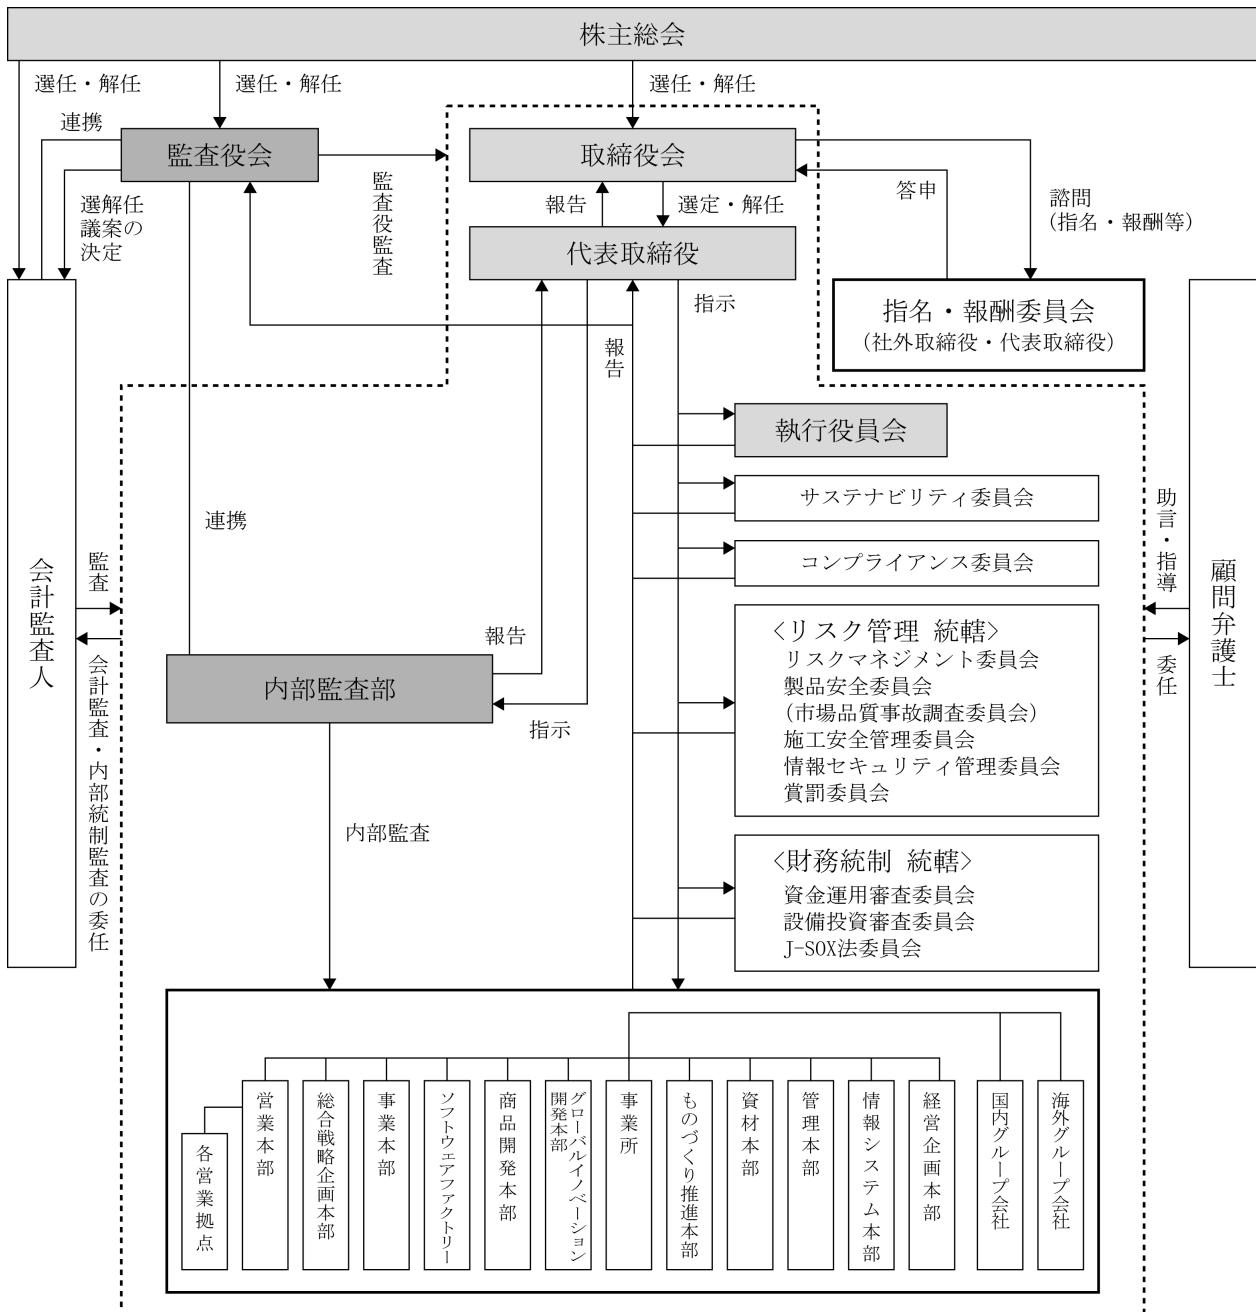 株主総会
選任・解任
選任・解任
選任・解任
連携
監査役会
取締役会
選解任
議案の
決定
監査役監査
報告
選定・解任
答申
諮問
(指名・報酬等)
代表取締役
指示
指名・報酬委員会
(社外取締役・代表取締役)
報告
執行役員会
サステナビリティ委員会
連携
コンプライアンス委員会
会計監査人
監査
会計監査・内部統制監査の委任
助言・指導
委任
顧問弁護士
<リスク管理 統轄>
リスクマネジメント委員会
製品安全委員会
(市場品質事故調査委員会)
施工安全管理委員会
情報セキュリティ管理委員会
賞罰委員会
報告
内部監査部
指示
内部監査
<財務統制 統轄>
資金運用審査委員会
設備投資審査委員会
J-SOX法委員会
各営業拠点
営業本部
総合戦略企画本部
事業本部
ソフトウェアファクトリー
商品開発本部
グローバルイノベーション
開発本部
事業所
ものづくり推進本部
資材本部
管理本部
情報システム本部
経営企画本部
国内グループ会社
海外グループ会社